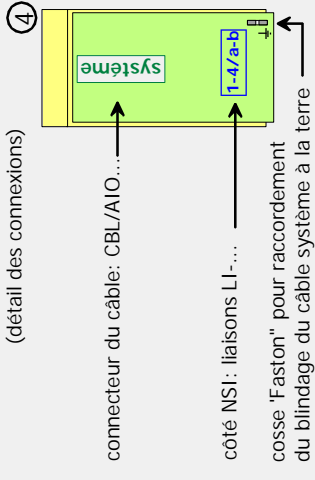 ④
(détail des connexions)
système
connecteur du câble: CBL/AIO...
1-4/a-b
côté NSI: liaisons LI-...
cosse 'Faston" pour raccordement
du blindage du câble système à la terre